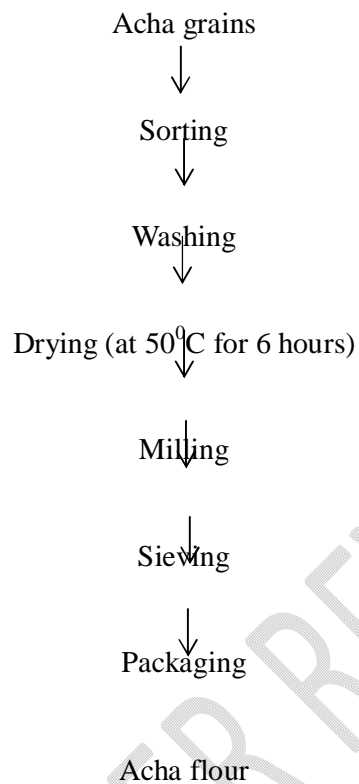 Acha grains
Sorting
Washing
Drying (at 50⁰C for 6 hours)
Milling
Sieving
Packaging
Acha flour